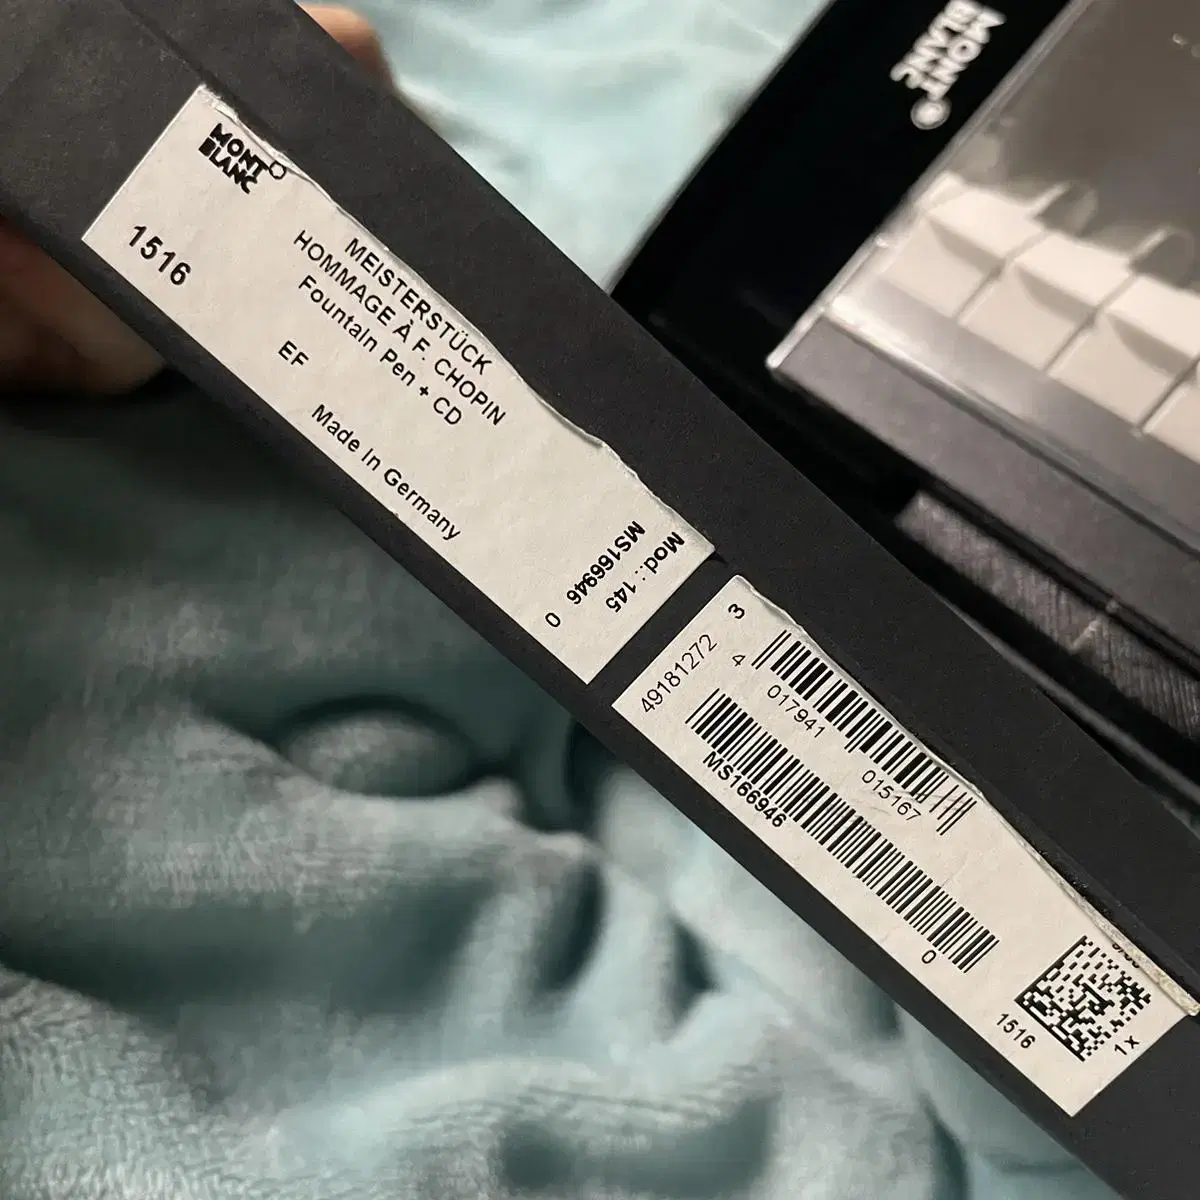 MONT
BLANC
1516
MEISTERSTÜCK
HOMMAGE À F. CHOPIN
Fountain Pen + CD
EF
Made in Germany
Mod.: 145
MS166946
0
49181272
3
4 017941 015167
MS166946
0
1516
1x
MONT
BLANC